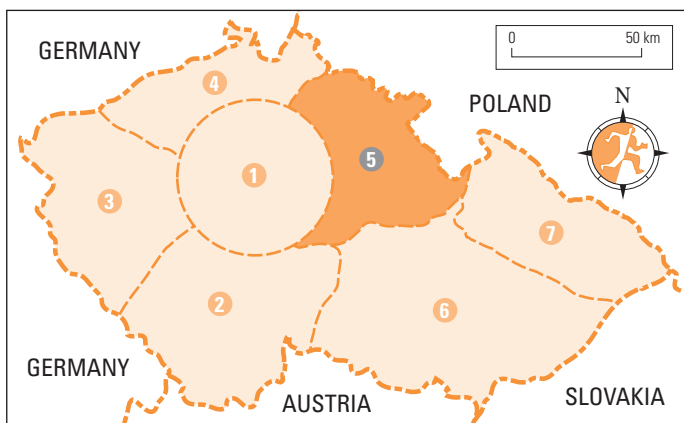 GERMANY
0 50 km
4
POLAND
N
5
1
3
7
2
6
GERMANY
AUSTRIA
SLOVAKIA